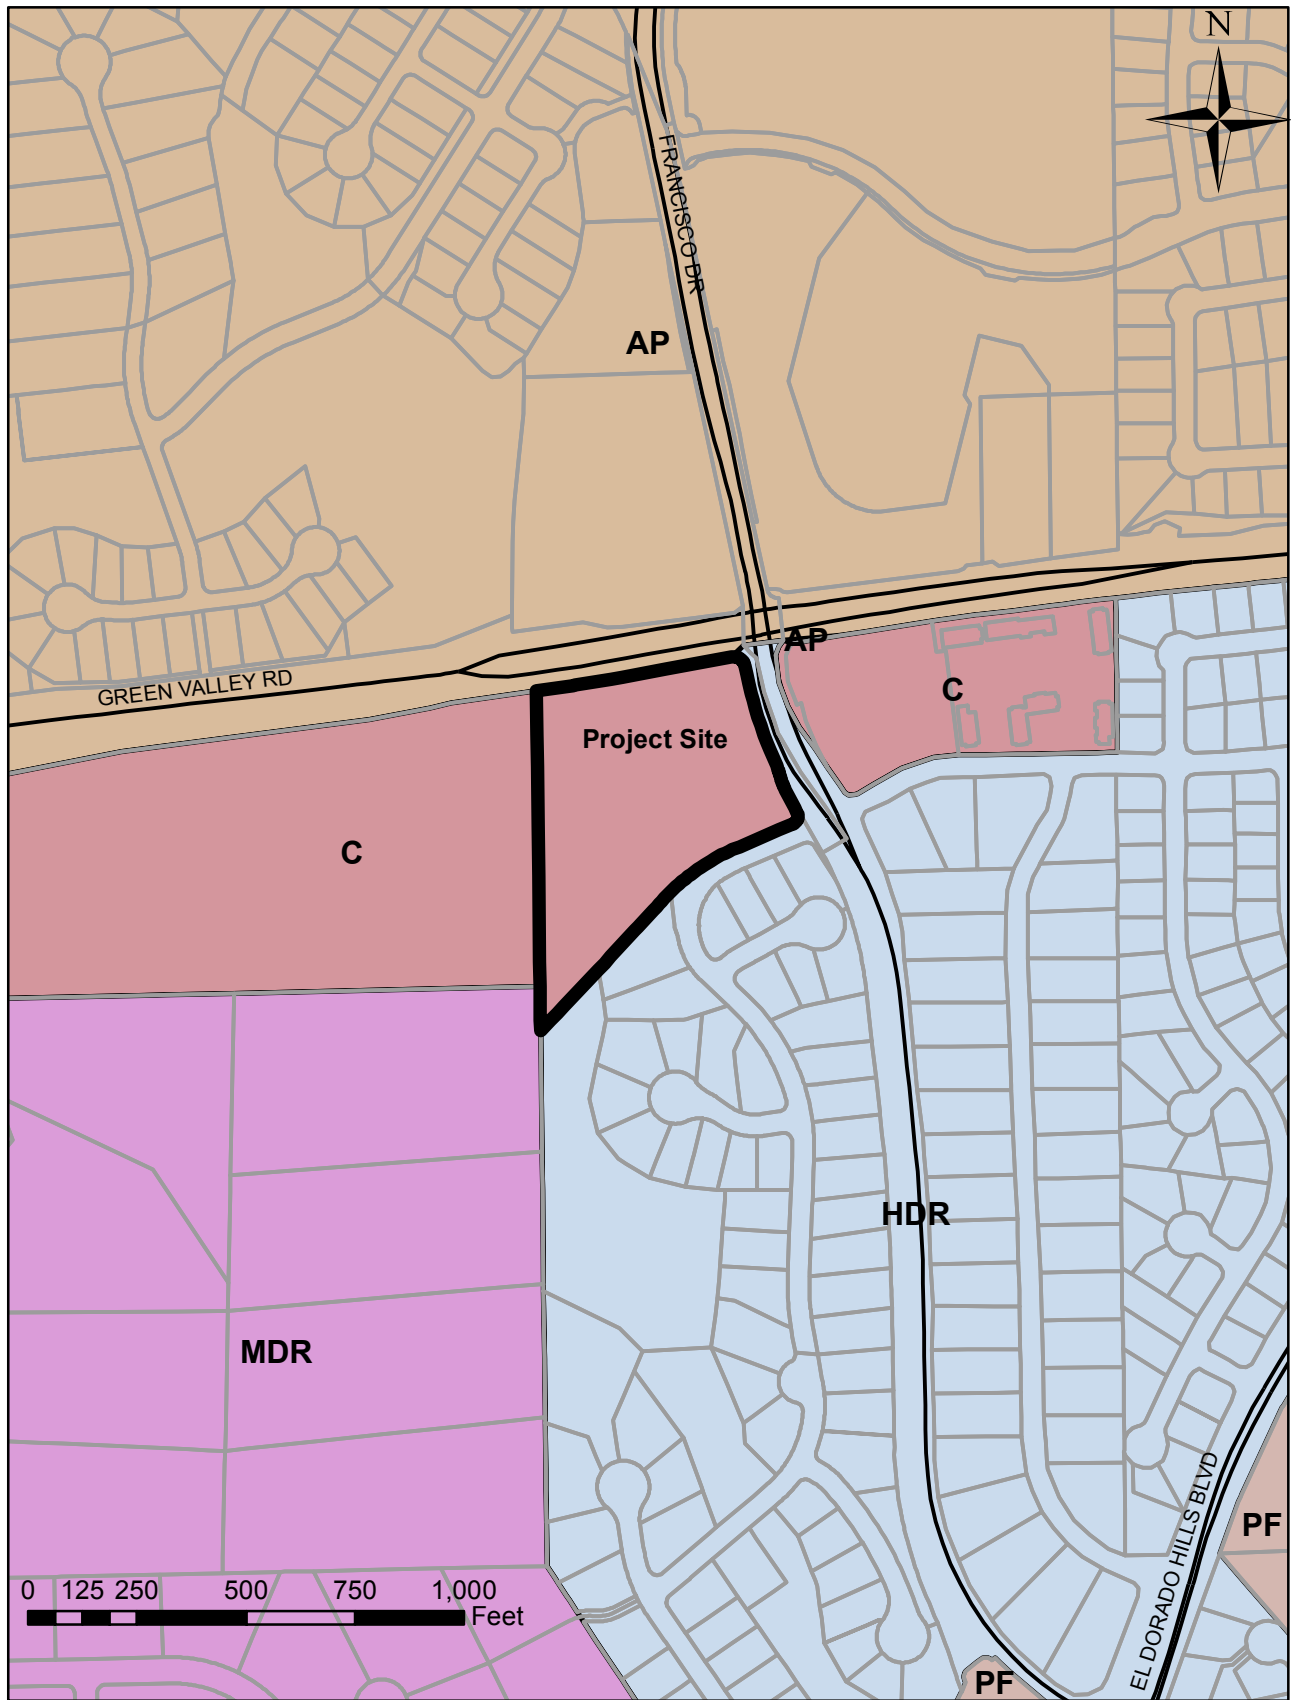 N
FRANCISCO DR
AP
AP
GREEN VALLEY RD
C
Project Site
C
HDR
MDR
EL DORADO HILLS BLVD
PF
0 125 250 500 750 1,000
Feet
PF